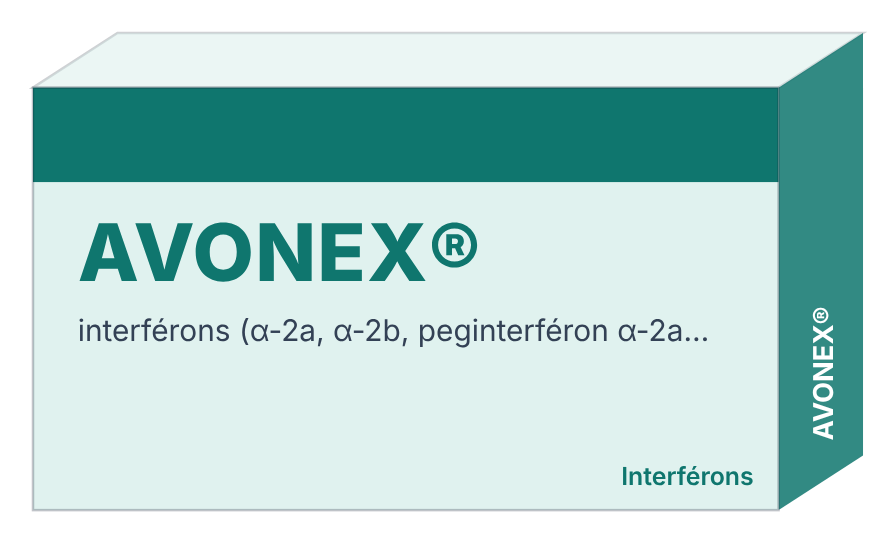 AVONEX®
interférons (α-2a, α-2b, peginterféron α-2a...
Interférons
AVONEX®